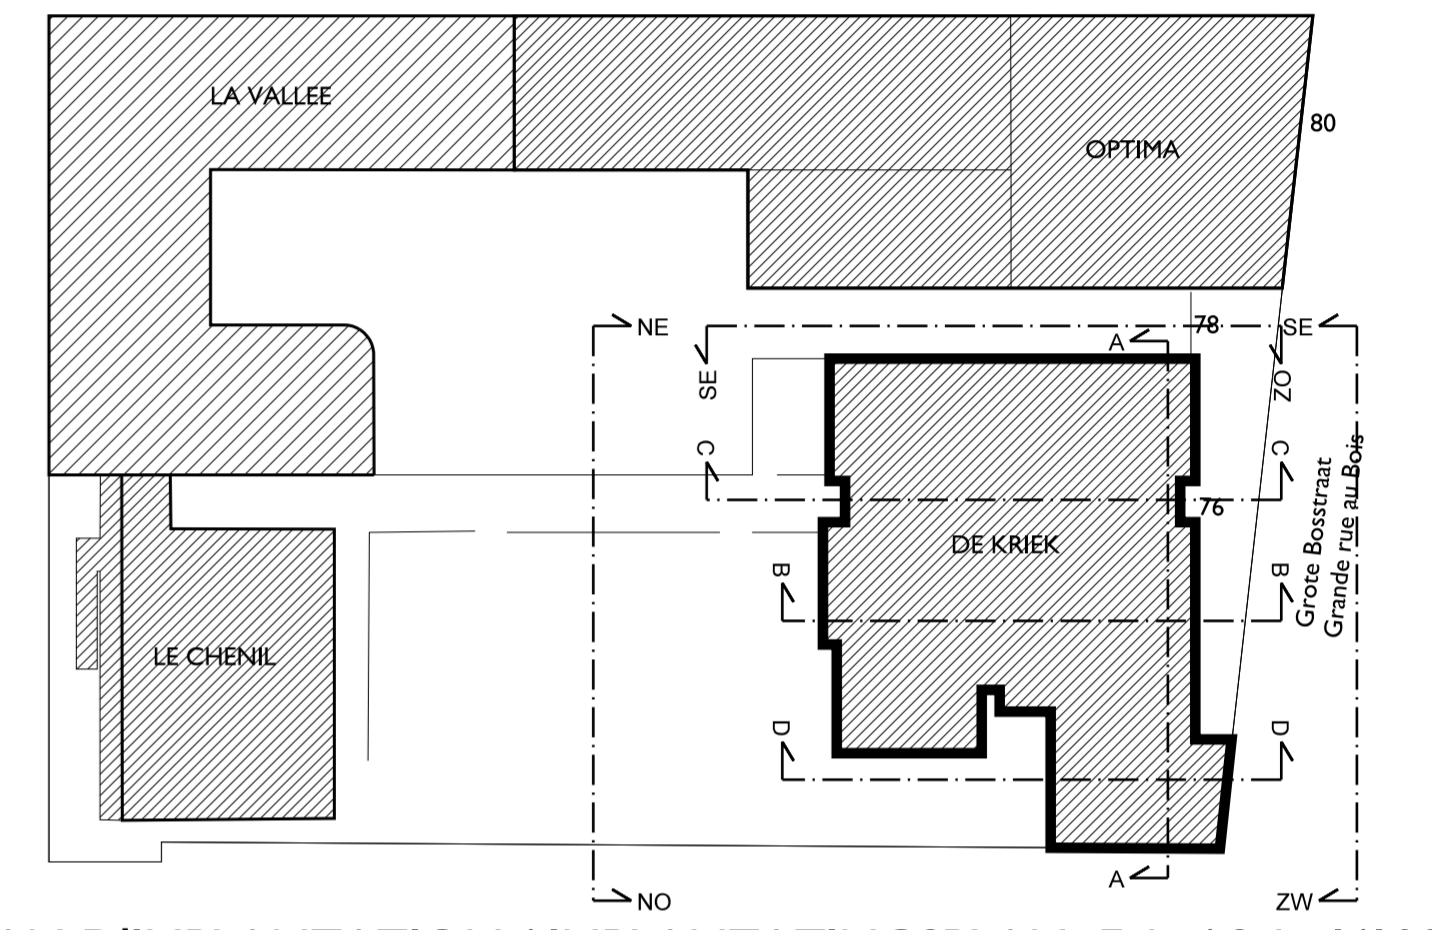 LA VALLEE
80
OPTIMA
NE
78
SE
A
SE
OZ
C
C
76
Grote Bosstraat
Grande rue au Bois
DE KRIEK
B
B
LE CHENIL
D
D
A
NO
ZW